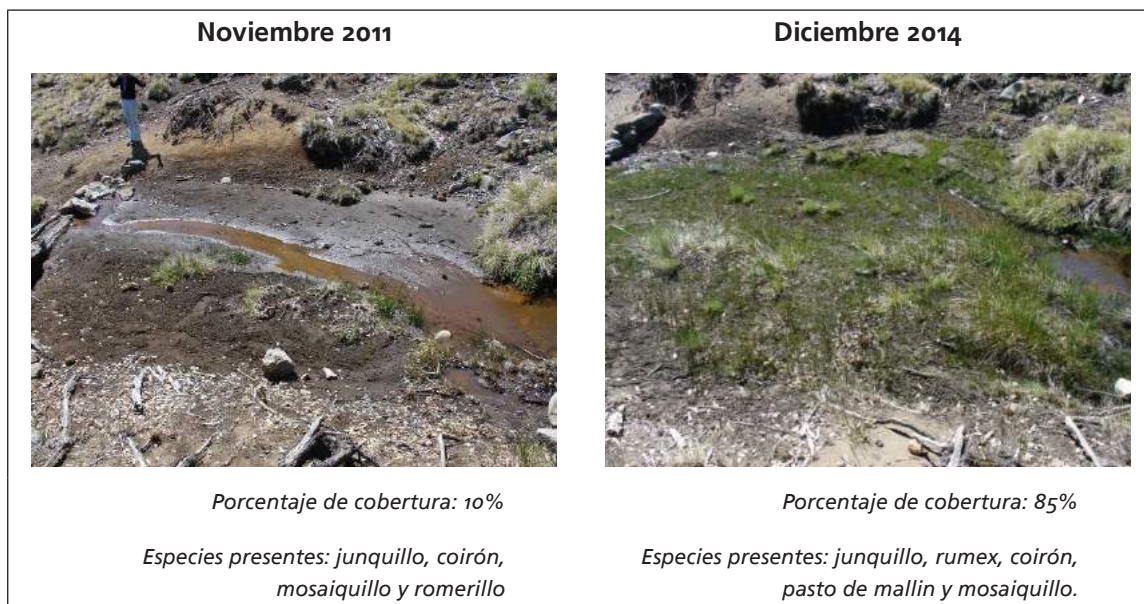 Noviembre 2011
Diciembre 2014
Porcentaje de cobertura: 10%
Especies presentes: junquillo, coirón,
mosaiquillo y romerillo
Porcentaje de cobertura: 85%
Especies presentes: junquillo, rumex, coirón,
pasto de mallin y mosaiquillo.